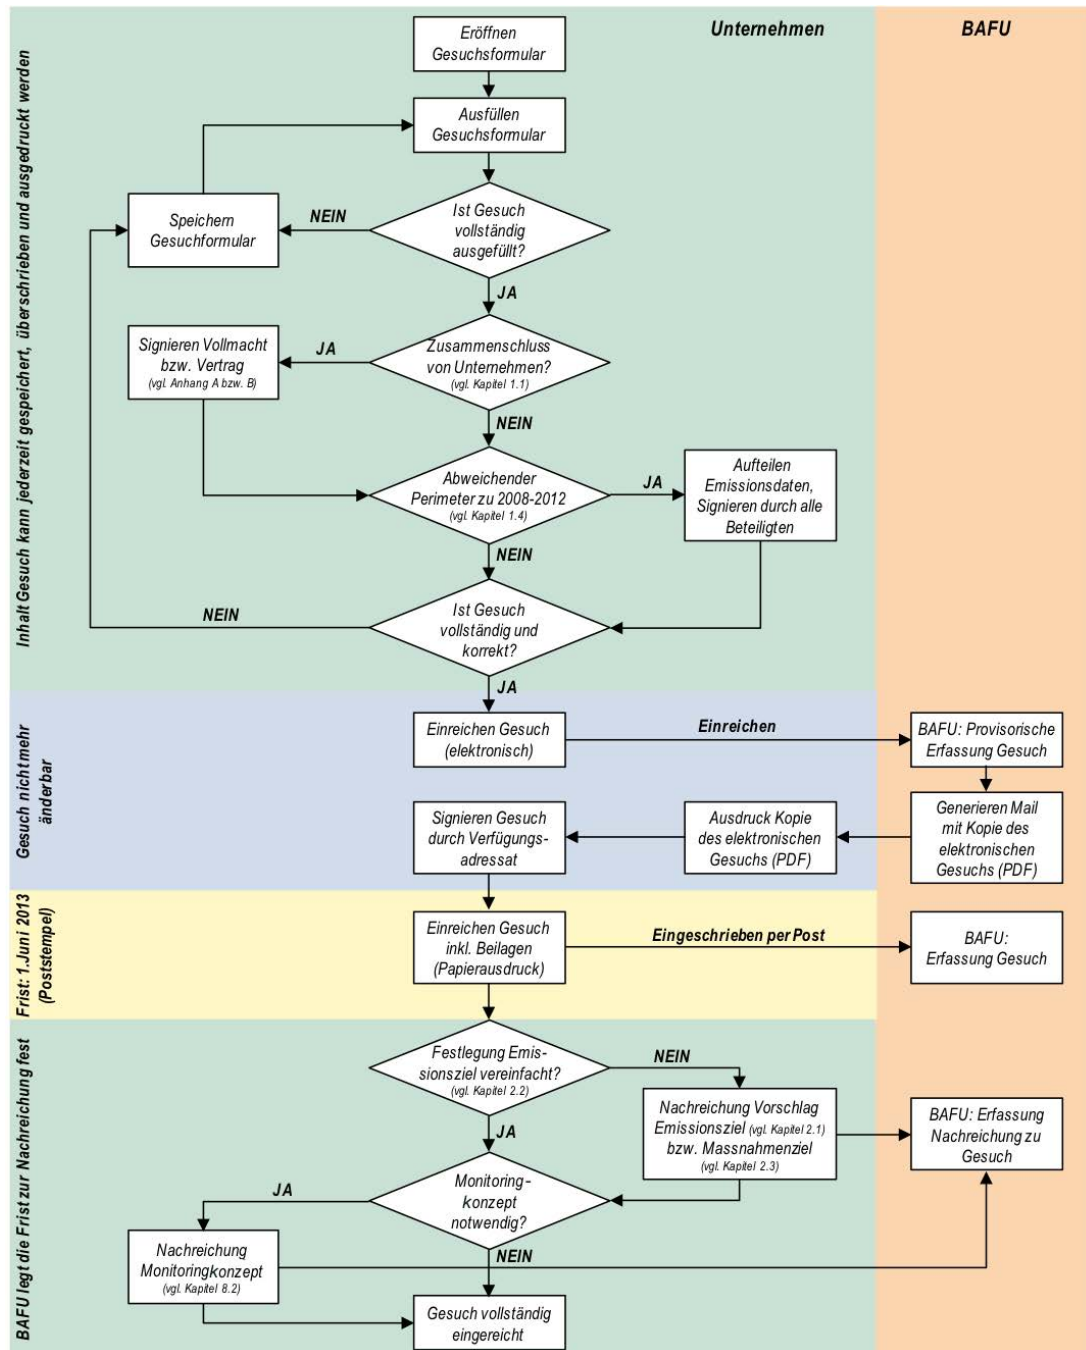 Unternehmen
BAFU
Inhalt Gesuch kann jederzeit gespeichert, überschrieben und ausgedruckt werden
Eröffnen
Gesuchsformular
Ausfüllen
Gesuchsformular
Ist Gesuch
vollständig
ausgefüllt?
NEIN
Speichern
Gesuchformular
JA
Zusammenschluss
von Unternehmen?
(vgl. Kapitel 1.1)
JA
Signieren Vollmacht
bzw. Vertrag
(vgl. Anhang A bzw. B)
NEIN
Abweichender
Perimeter zu 2008-2012
(vgl. Kapitel 1.4)
JA
Aufteilen
Emissionsdaten,
Signieren durch alle
Beteiligten
NEIN
Ist Gesuch
vollständig und
korrekt?
NEIN
JA
Gesuch nicht mehr
änderbar
Einreichen Gesuch
(elektronisch)
Einreichen
BAFU: Provisorische
Erfassung Gesuch
Generieren Mail
mit Kopie des
elektronischen
Gesuchs (PDF)
Ausdruck Kopie
des elektronischen
Gesuchs (PDF)
Signieren Gesuch
durch Verfügungs-
adressat
Frist: 1.Juni 2013
(Poststempel)
Einreichen Gesuch
inkl. Beilagen
(Papierausdruck)
Eingeschrieben per Post
BAFU:
Erfassung Gesuch
BAFU legt die Frist zur Nachreichung fest
Festlegung Emis-
sionsziel vereinfacht?
(vgl. Kapitel 2.2)
NEIN
Nachreichung Vorschlag
Emissionsziel (vgl. Kapitel 2.1)
bzw. Massnahmenziel
(vgl. Kapitel 2.3)
BAFU: Erfassung
Nachreichung zu
Gesuch
JA
Monitoring-
konzept
notwendig?
JA
Nachreichung
Monitoringkonzept
(vgl. Kapitel 8.2)
NEIN
Gesuch vollständig
eingereicht